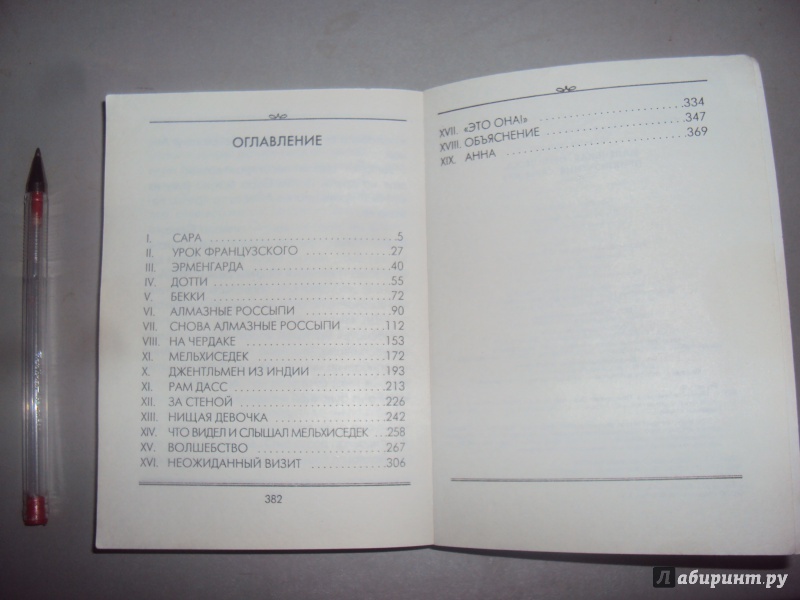 ОГЛАВЛЕНИЕ
I. САРА 5
II. УРОК ФРАНЦУЗСКОГО 27
III. ЭРМЕНГАРДА 40
IV. ДОТТИ 55
V. БЕККИ 72
VI. АЛМАЗНЫЕ РОССЫПИ 90
VII. СНОВА АЛМАЗНЫЕ РОССЫПИ 112
VIII. НА ЧЕРДАКЕ 153
XI. МЕЛЬХИСЕДЕК 172
X. ДЖЕНТЛЬМЕН ИЗ ИНДИИ 193
XI. РАМ ДАСС 213
XII. ЗА СТЕНОЙ 226
XIII. НИЩАЯ ДЕВОЧКА 242
XIV. ЧТО ВИДЕЛ И СЛЫШАЛ МЕЛЬХИСЕДЕК 258
XV. ВОЛШЕБСТВО 267
XVI. НЕОЖИДАННЫЙ ВИЗИТ 306
382
XVII. «ЭТО ОНА!» 334
XVIII. ОБЪЯСНЕНИЕ 347
XIX. АННА 369
Лабиринт.ру